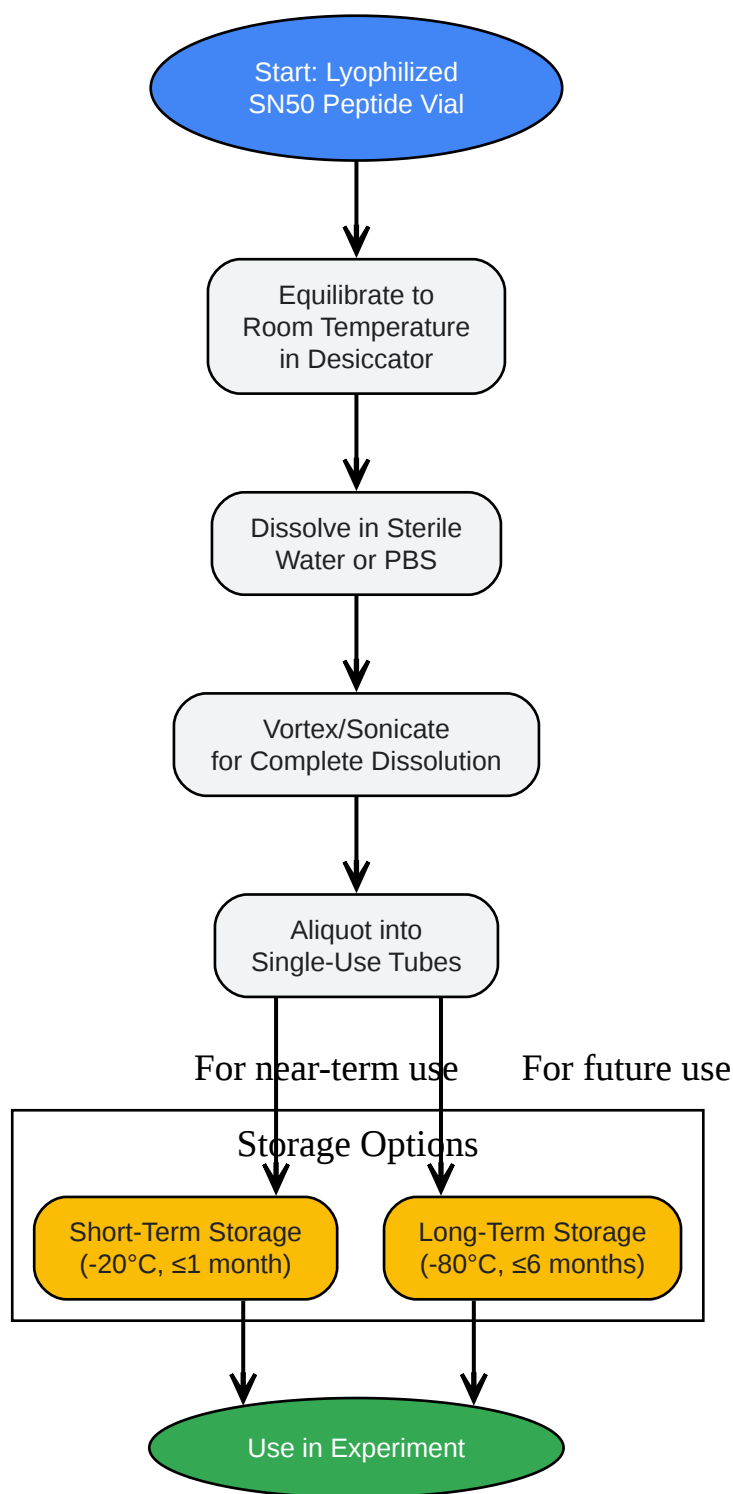 Start: Lyophilized
SN50 Peptide Vial
Equilibrate to
Room Temperature
in Desiccator
Dissolve in Sterile
Water or PBS
Vortex/Sonicate
for Complete Dissolution
Aliquot into
Single-Use Tubes
For near-term use
For future use
Storage Options
Short-Term Storage
(-20°C, ≤1 month)
Long-Term Storage
(-80°C, ≤6 months)
Use in Experiment